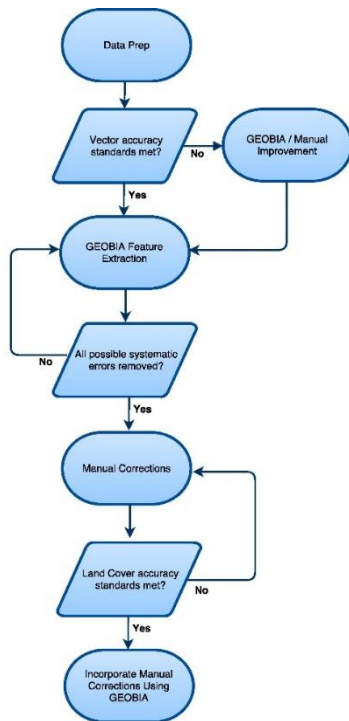 Data Prep
Vector accuracy
standards met?
No
GEOBIA / Manual
Improvement
Yes
GEOBIA Feature
Extraction
All possible systematic
errors removed?
No
Yes
Manual Corrections
Land Cover accuracy
standards met?
No
Yes
Incorporate Manual
Corrections Using
GEOBIA